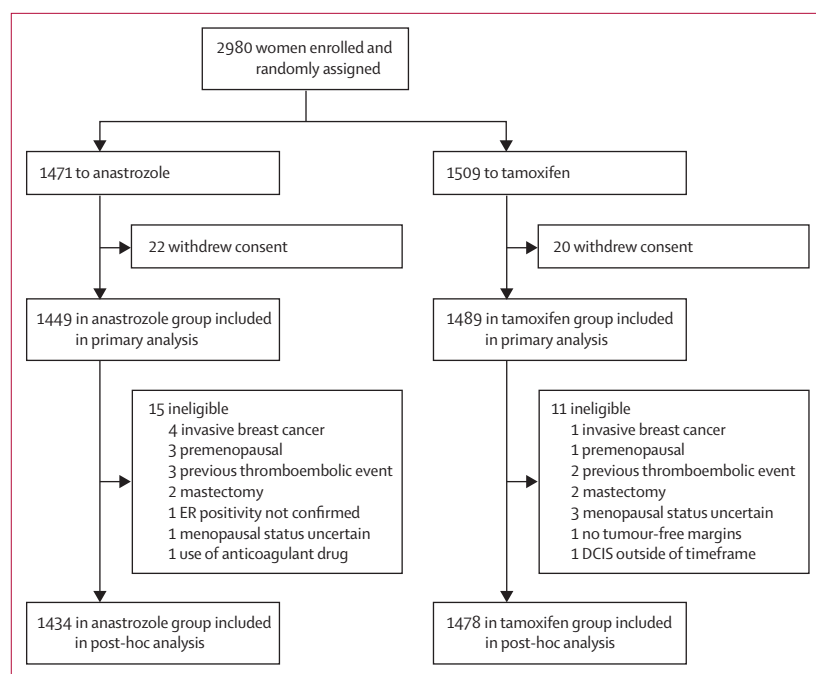 2980 women enrolled and
randomly assigned
1471 to anastrozole
1509 to tamoxifen
22 withdrew consent
20 withdrew consent
1449 in anastrozole group included
in primary analysis
1489 in tamoxifen group included
in primary analysis
15 ineligible
4 invasive breast cancer
3 premenopausal
3 previous thromboembolic event
2 mastectomy
1 ER positivity not confirmed
1 menopausal status uncertain
1 use of anticoagulant drug
11 ineligible
1 invasive breast cancer
1 premenopausal
2 previous thromboembolic event
2 mastectomy
3 menopausal status uncertain
1 no tumour-free margins
1 DCIS outside of timeframe
1434 in anastrozole group included
in post-hoc analysis
1478 in tamoxifen group included
in post-hoc analysis